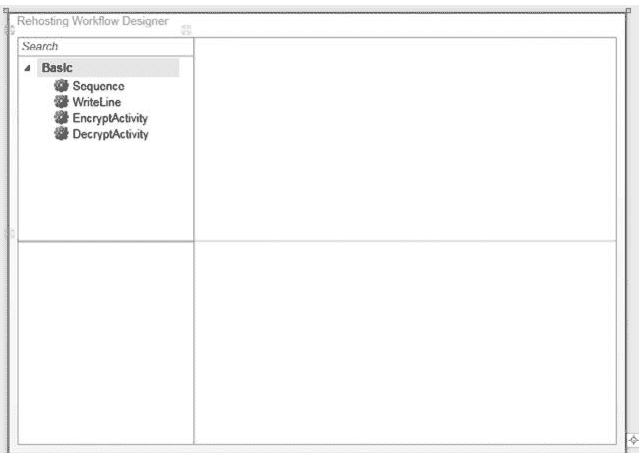 Rehosting Workflow Designer
Search
Basic
Sequence
WriteLine
EncryptActivity
DecryptActivity